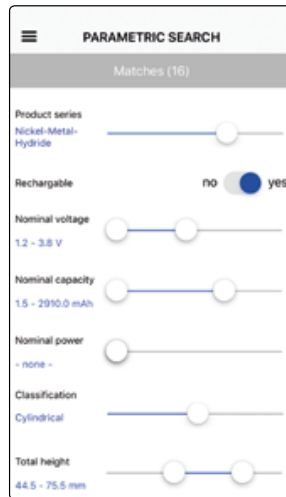 PARAMETRIC SEARCH
Matches (16)
Product series
Nickel-Metal-
Hydride
Rechargable
no
yes
Nominal voltage
1.2 - 3.8 V
Nominal capacity
1.5 - 2910.0 mAh
Nominal power
- none -
Classification
Cylindrical
Total height
44.5 - 75.5 mm